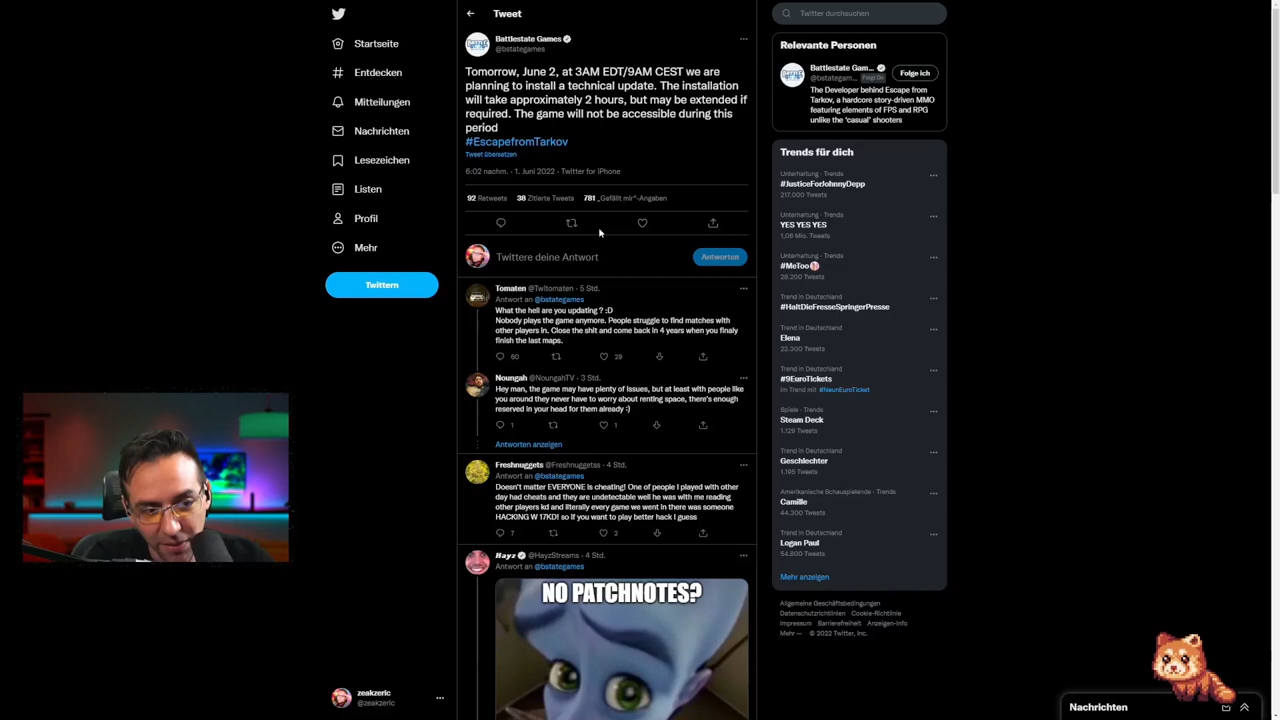 Tweet
Startseite
Entdecken
Mitteilungen
Nachrichten
Lesezeichen
Listen
Profil
Mehr
Twittern
zeakzeric
@zeakzeric
Battlestate Games
@bstategames
Tomorrow, June 2, at 3AM EDT/9AM CEST we are
planning to install a technical update. The installation
will take approximately 2 hours, but may be extended if
required. The game will not be accessible during this
period
#EscapefromTarkov
Tweet übersetzen
6:02 nachm. · 1. Juni 2022 · Twitter for iPhone
92 Retweets 38 Zitierte Tweets 781 „Gefällt mir“-Angaben
Twittere deine Antwort
Antworten
Tomaten @Twltomaten · 5 Std.
Antwort an @bstategames
What the hell are you updating ? :D
Nobody plays the game anymore. People struggle to find matches with
other players in. Close the shit and come back in 4 years when you finaly
finish the last maps.
60 29
Noungah @NoungahTV · 3 Std.
Hey man, the game may have plenty of issues, but at least with people like
you around they never have to worry about renting space, there's enough
reserved in your head for them already :)
1 1
Antworten anzeigen
Freshnuggets @Freshnuggetss · 4 Std.
Antwort an @bstategames
Doesn't matter EVERYONE is cheating! One of people I played with other
day had cheats and they are undetectable well he was with me reading
other players kd and literally every game we went in there was someone
HACKING W 17KD! so if you want to play better hack I guess
7 2
Hayz @HayzStreams · 4 Std.
Antwort an @bstategames
NO PATCHNOTES?
Twitter durchsuchen
Relevante Personen
Battlestate Gam...
@bstategam... Folgt Dir
Folge ich
The Developer behind Escape from
Tarkov, a hardcore story-driven MMO
featuring elements of FPS and RPG
unlike the 'casual' shooters
Trends für dich
Unterhaltung · Trends
#JusticeForJohnnyDepp
217.000 Tweets
Unterhaltung · Trends
YES YES YES
1,06 Mio. Tweets
Unterhaltung · Trends
#MeToo
29.200 Tweets
Trend in Deutschland
#HaltDieFresseSpringerPresse
Trend in Deutschland
Elena
23.300 Tweets
Trend in Deutschland
#9EuroTickets
Im Trend mit #NeunEuroTicket
Spiele · Trends
Steam Deck
1.129 Tweets
Trend in Deutschland
Geschlechter
1.195 Tweets
Amerikanische Schauspielende · Trends
Camille
44.300 Tweets
Trend in Deutschland
Logan Paul
54.800 Tweets
Mehr anzeigen
Allgemeine Geschäftsbedingungen
Datenschutzrichtlinien Cookie-Richtlinie
Impressum Barrierefreiheit Anzeigen-Info
Mehr ··· © 2022 Twitter, Inc.
Nachrichten